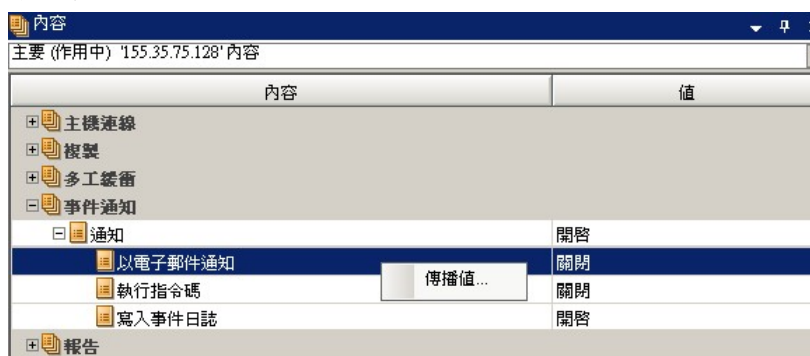 內容
主要 (作用中) '155.35.75.128' 內容
內容 值
主機連線
複製
多工緩衝
事件通知
通知 開啓
以電子郵件通知 關閉
傳播值...
執行指令碼 關閉
寫入事件日誌 開啓
報告